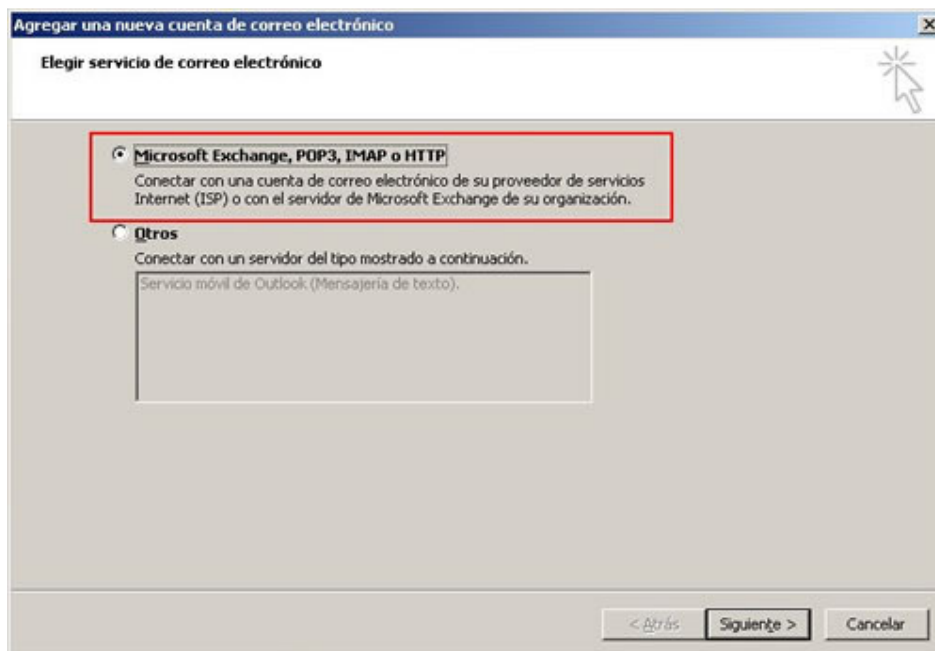 Agregar una nueva cuenta de correo electrónico
Elegir servicio de correo electrónico
Microsoft Exchange, POP3, IMAP o HTTP
Conectar con una cuenta de correo electrónico de su proveedor de servicios
Internet (ISP) o con el servidor de Microsoft Exchange de su organización.
Otros
Conectar con un servidor del tipo mostrado a continuación.
Servicio móvil de Outlook (Mensajería de texto).
< Atrás
Siguiente >
Cancelar